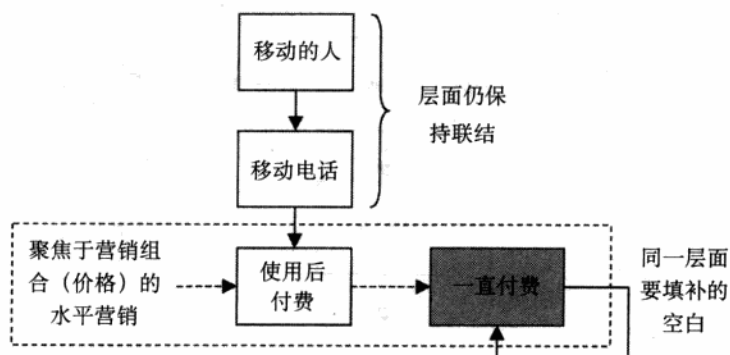 移动的人
层面仍保
持联结
移动电话
聚焦于营销组
合（价格）的
水平营销
使用后
付费
一直付费
同一层面
要填补的
空白